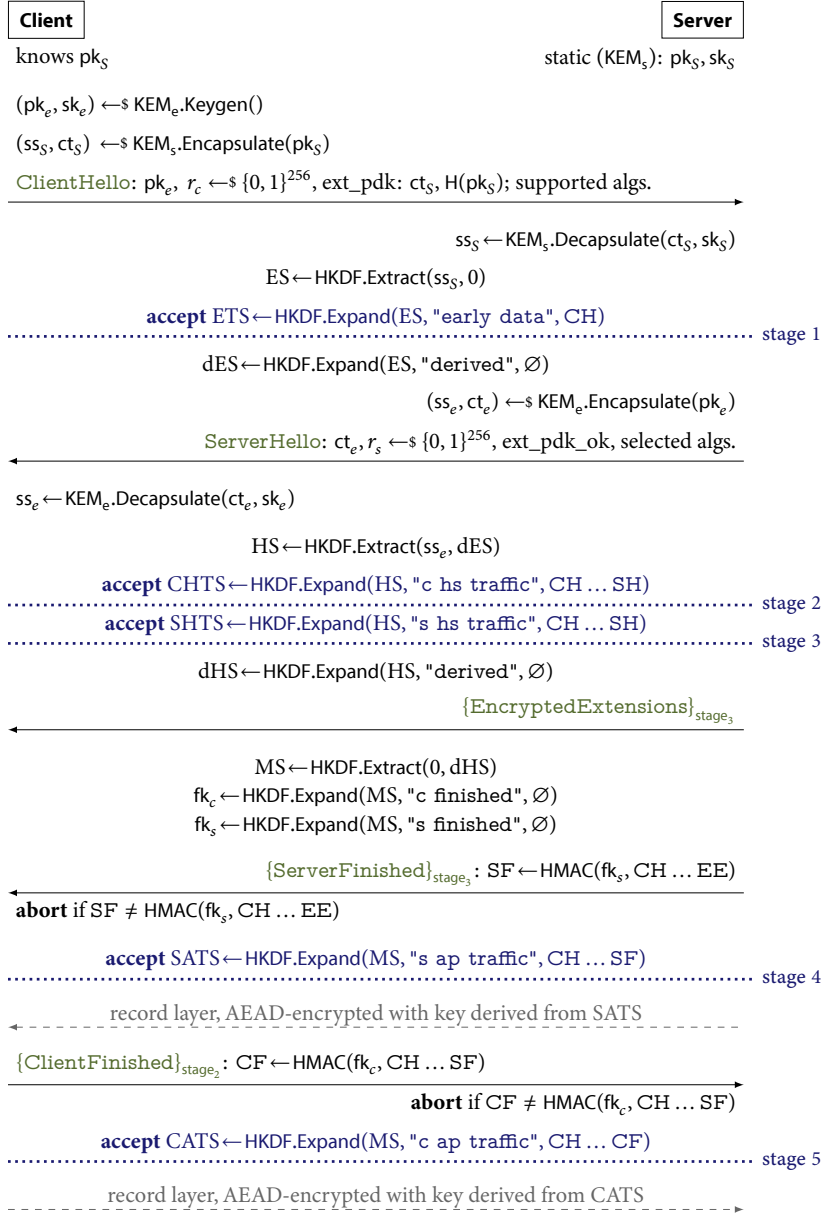 Client Server
knows pk_S static (KEM_s): pk_S, sk_S
(pk_e, sk_e) ←$ KEM_e.Keygen()
(ss_S, ct_S) ←$ KEM_s.Encapsulate(pk_S)
ClientHello: pk_e, r_c ←$ {0, 1}^256, ext_pdk: ct_S, H(pk_S); supported algs.
ss_S←KEM_s.Decapsulate(ct_S, sk_S)
ES←HKDF.Extract(ss_S, 0)
accept ETS←HKDF.Expand(ES, "early data", CH)
stage 1
dES←HKDF.Expand(ES, "derived", ∅)
(ss_e, ct_e) ←$ KEM_e.Encapsulate(pk_e)
ServerHello: ct_e, r_s ←$ {0, 1}^256, ext_pdk_ok, selected algs.
ss_e←KEM_e.Decapsulate(ct_e, sk_e)
HS←HKDF.Extract(ss_e, dES)
accept CHTS←HKDF.Expand(HS, "c hs traffic", CH … SH)
stage 2
accept SHTS←HKDF.Expand(HS, "s hs traffic", CH … SH)
stage 3
dHS←HKDF.Expand(HS, "derived", ∅)
{EncryptedExtensions}_stage_3
MS←HKDF.Extract(0, dHS)
fk_c←HKDF.Expand(MS, "c finished", ∅)
fk_s←HKDF.Expand(MS, "s finished", ∅)
{ServerFinished}_stage_3: SF←HMAC(fk_s, CH … EE)
abort if SF ≠ HMAC(fk_s, CH … EE)
accept SATS←HKDF.Expand(MS, "s ap traffic", CH … SF)
stage 4
record layer, AEAD-encrypted with key derived from SATS
{ClientFinished}_stage_2: CF←HMAC(fk_c, CH … SF)
abort if CF ≠ HMAC(fk_c, CH … SF)
accept CATS←HKDF.Expand(MS, "c ap traffic", CH … CF)
stage 5
record layer, AEAD-encrypted with key derived from CATS